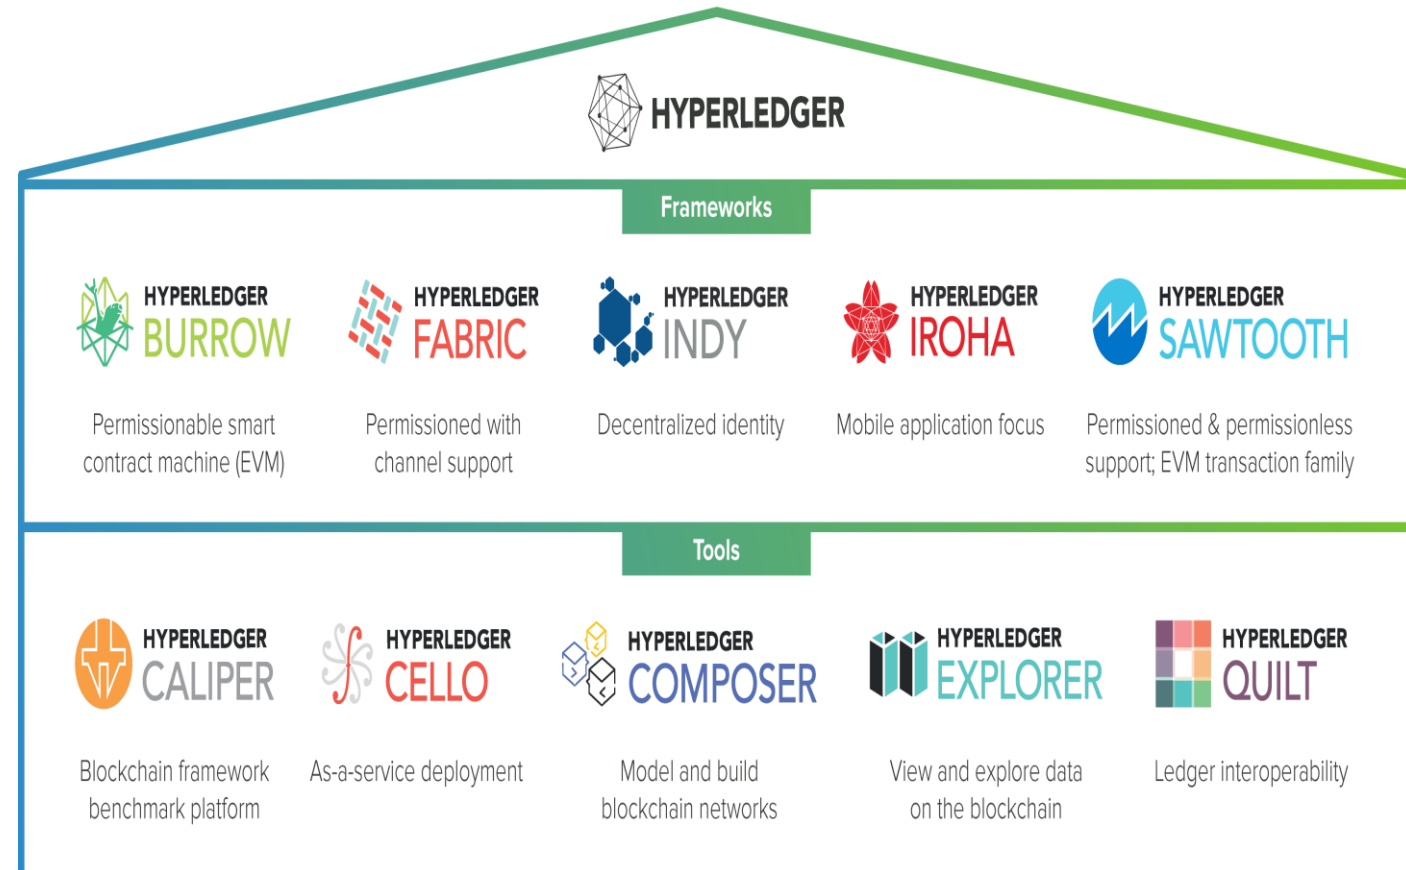 HYPERLEDGER
Frameworks
HYPERLEDGER
BURROW
Permissionable smart
contract machine (EVM)
HYPERLEDGER
FABRIC
Permissioned with
channel support
HYPERLEDGER
INDY
Decentralized identity
HYPERLEDGER
IROHA
Mobile application focus
HYPERLEDGER
SAWTOOTH
Permissioned & permissionless
support; EVM transaction family
Tools
HYPERLEDGER
CALIPER
Blockchain framework
benchmark platform
HYPERLEDGER
CELLO
As-a-service deployment
HYPERLEDGER
COMPOSER
Model and build
blockchain networks
HYPERLEDGER
EXPLORER
View and explore data
on the blockchain
HYPERLEDGER
QUILT
Ledger interoperability